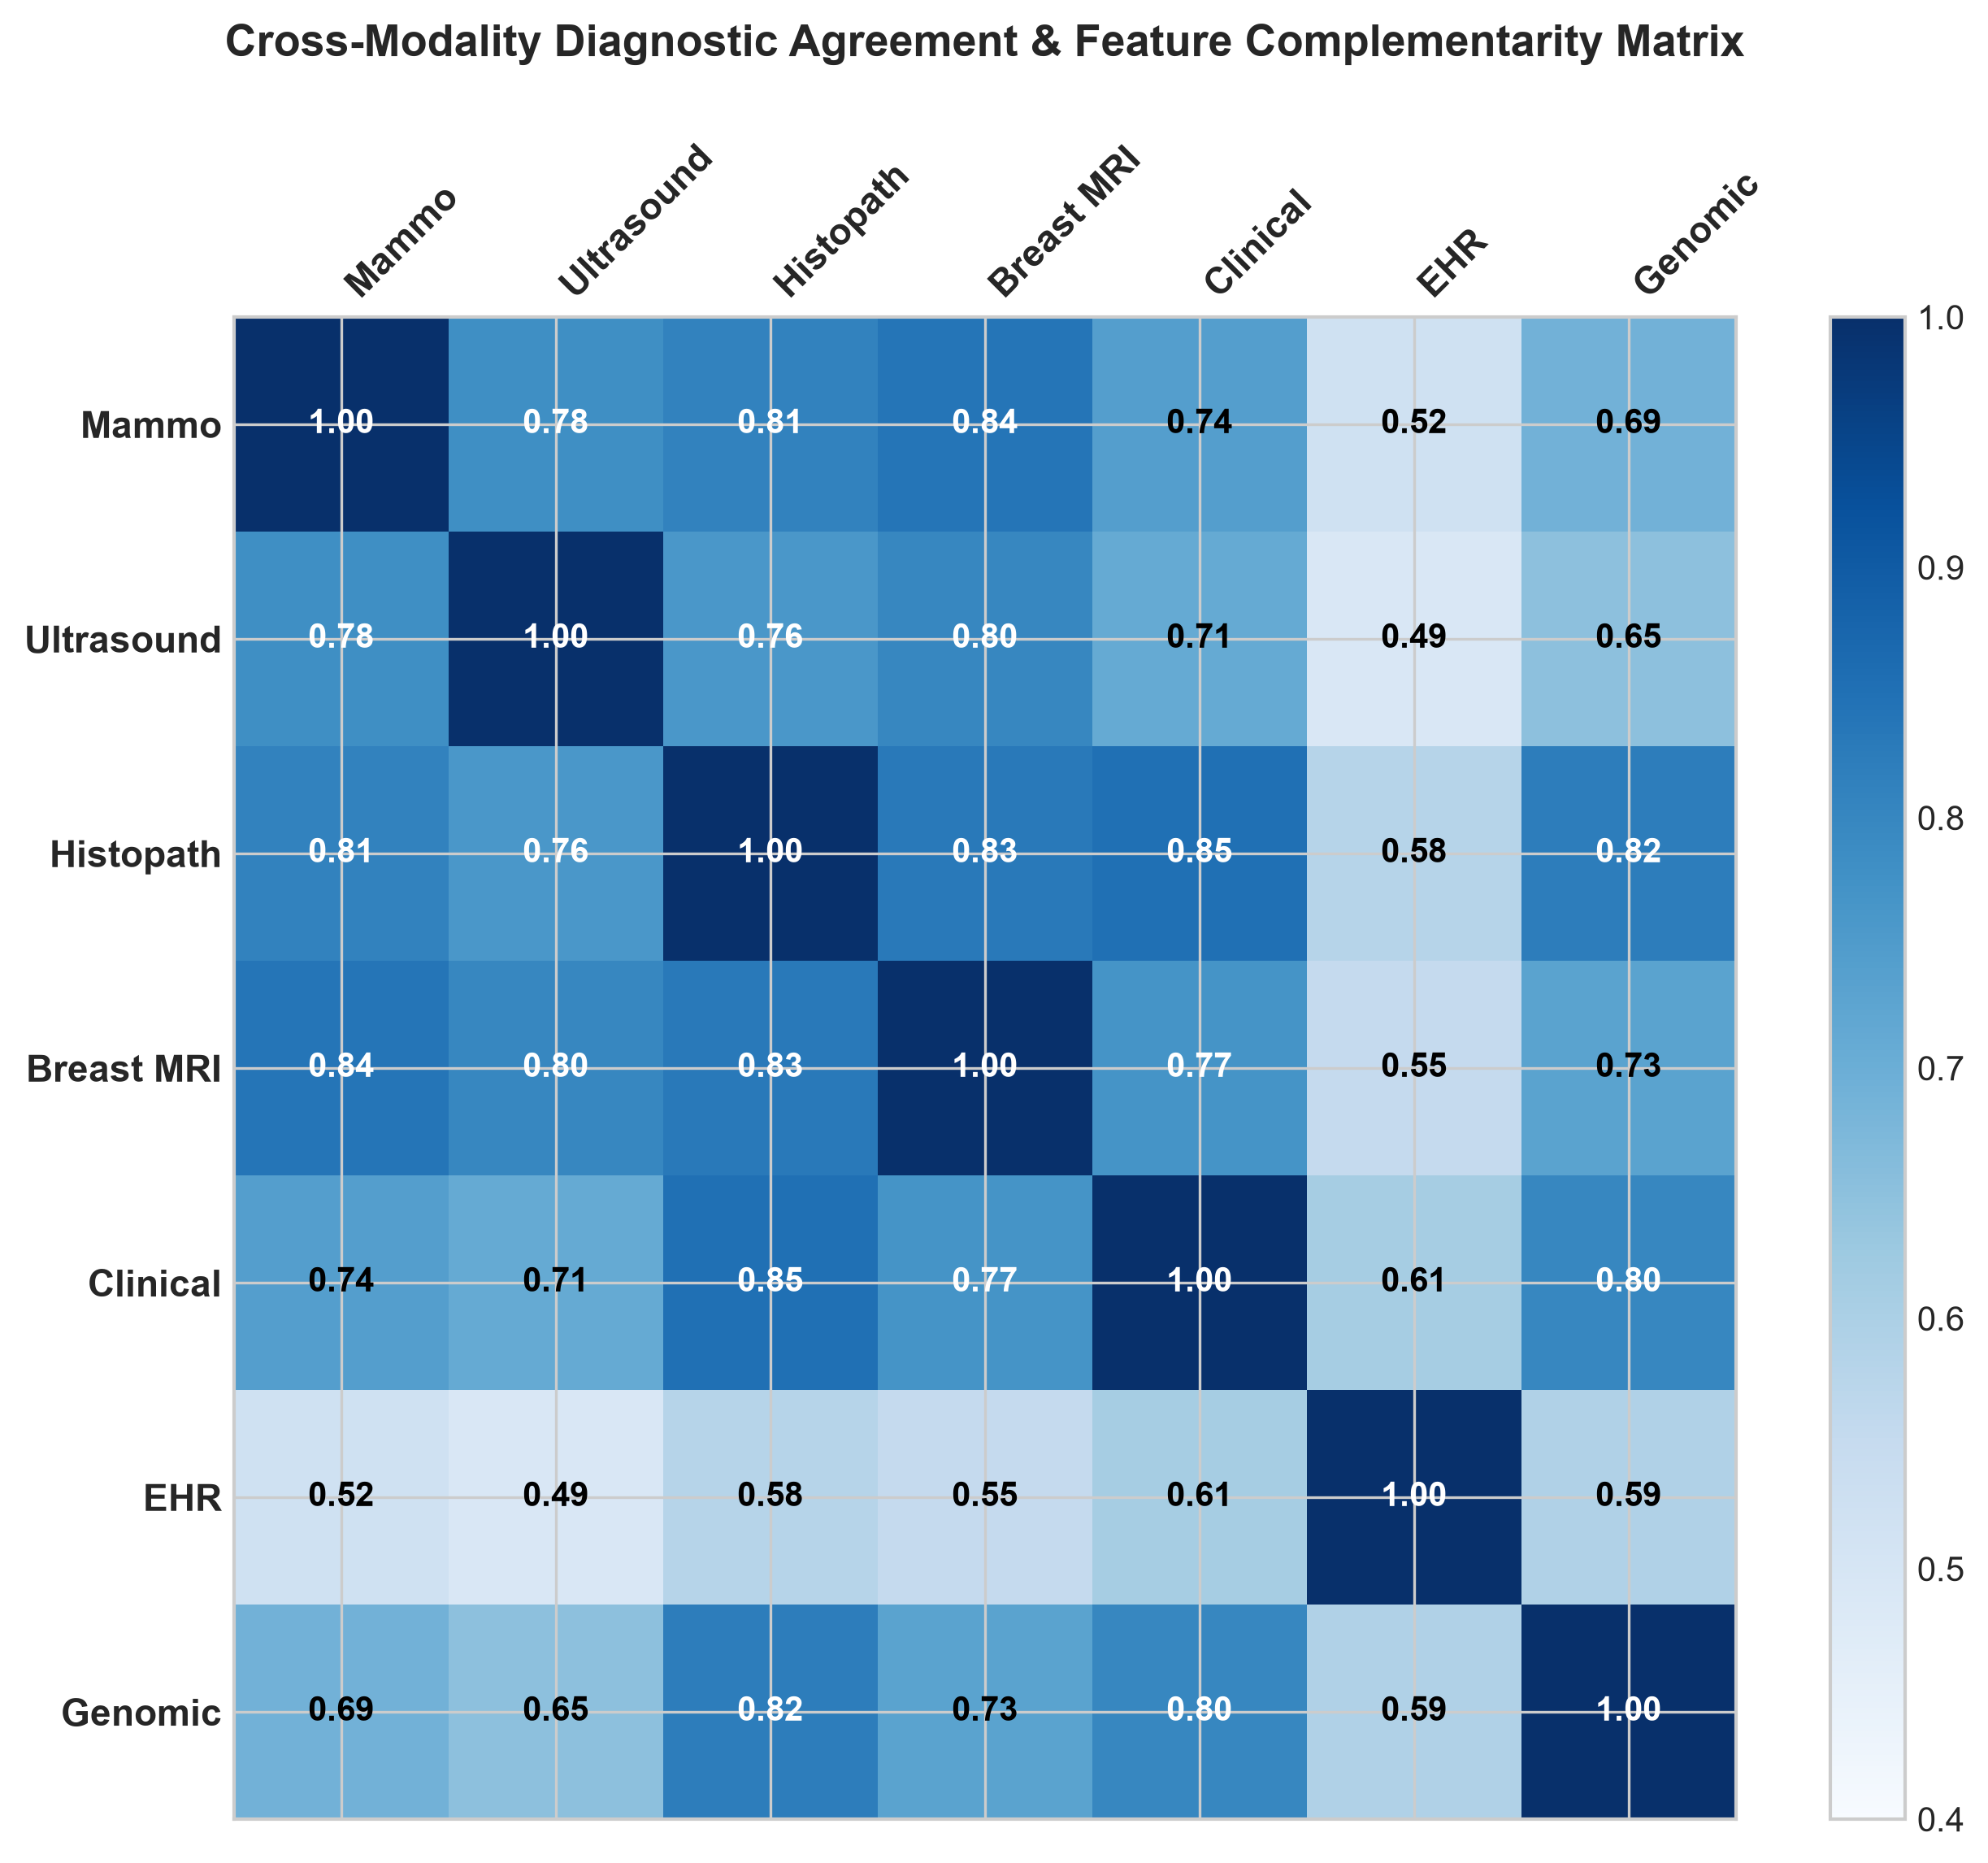 Cross-Modality Diagnostic Agreement & Feature Complementarity Matrix
Mammo Ultrasound Histopath Breast MRI Clinical EHR Genomic
1.0
Mammo 1.00 0.78 0.81 0.84 0.74 0.52 0.69
0.9
Ultrasound 0.78 1.00 0.76 0.80 0.71 0.49 0.65
0.8
Histopath 0.81 0.76 1.00 0.83 0.85 0.58 0.82
Breast MRI 0.84 0.80 0.83 1.00 0.77 0.55 0.73
0.7
Clinical 0.74 0.71 0.85 0.77 1.00 0.61 0.80
0.6
EHR 0.52 0.49 0.58 0.55 0.61 1.00 0.59
0.5
Genomic 0.69 0.65 0.82 0.73 0.80 0.59 1.00
0.4